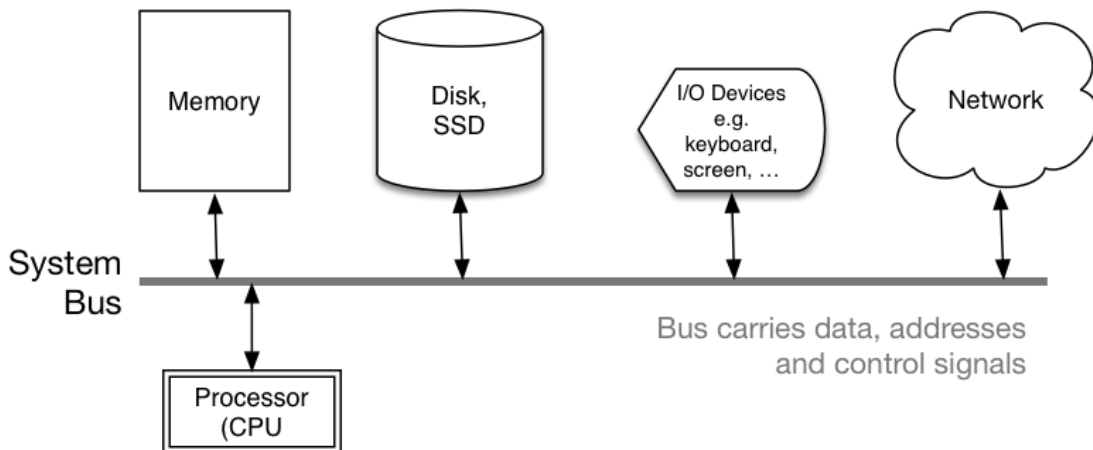 Memory
Disk,
SSD
I/O Devices
e.g.
keyboard,
screen, …
Network
System
Bus
Bus carries data, addresses
and control signals
Processor
(CPU